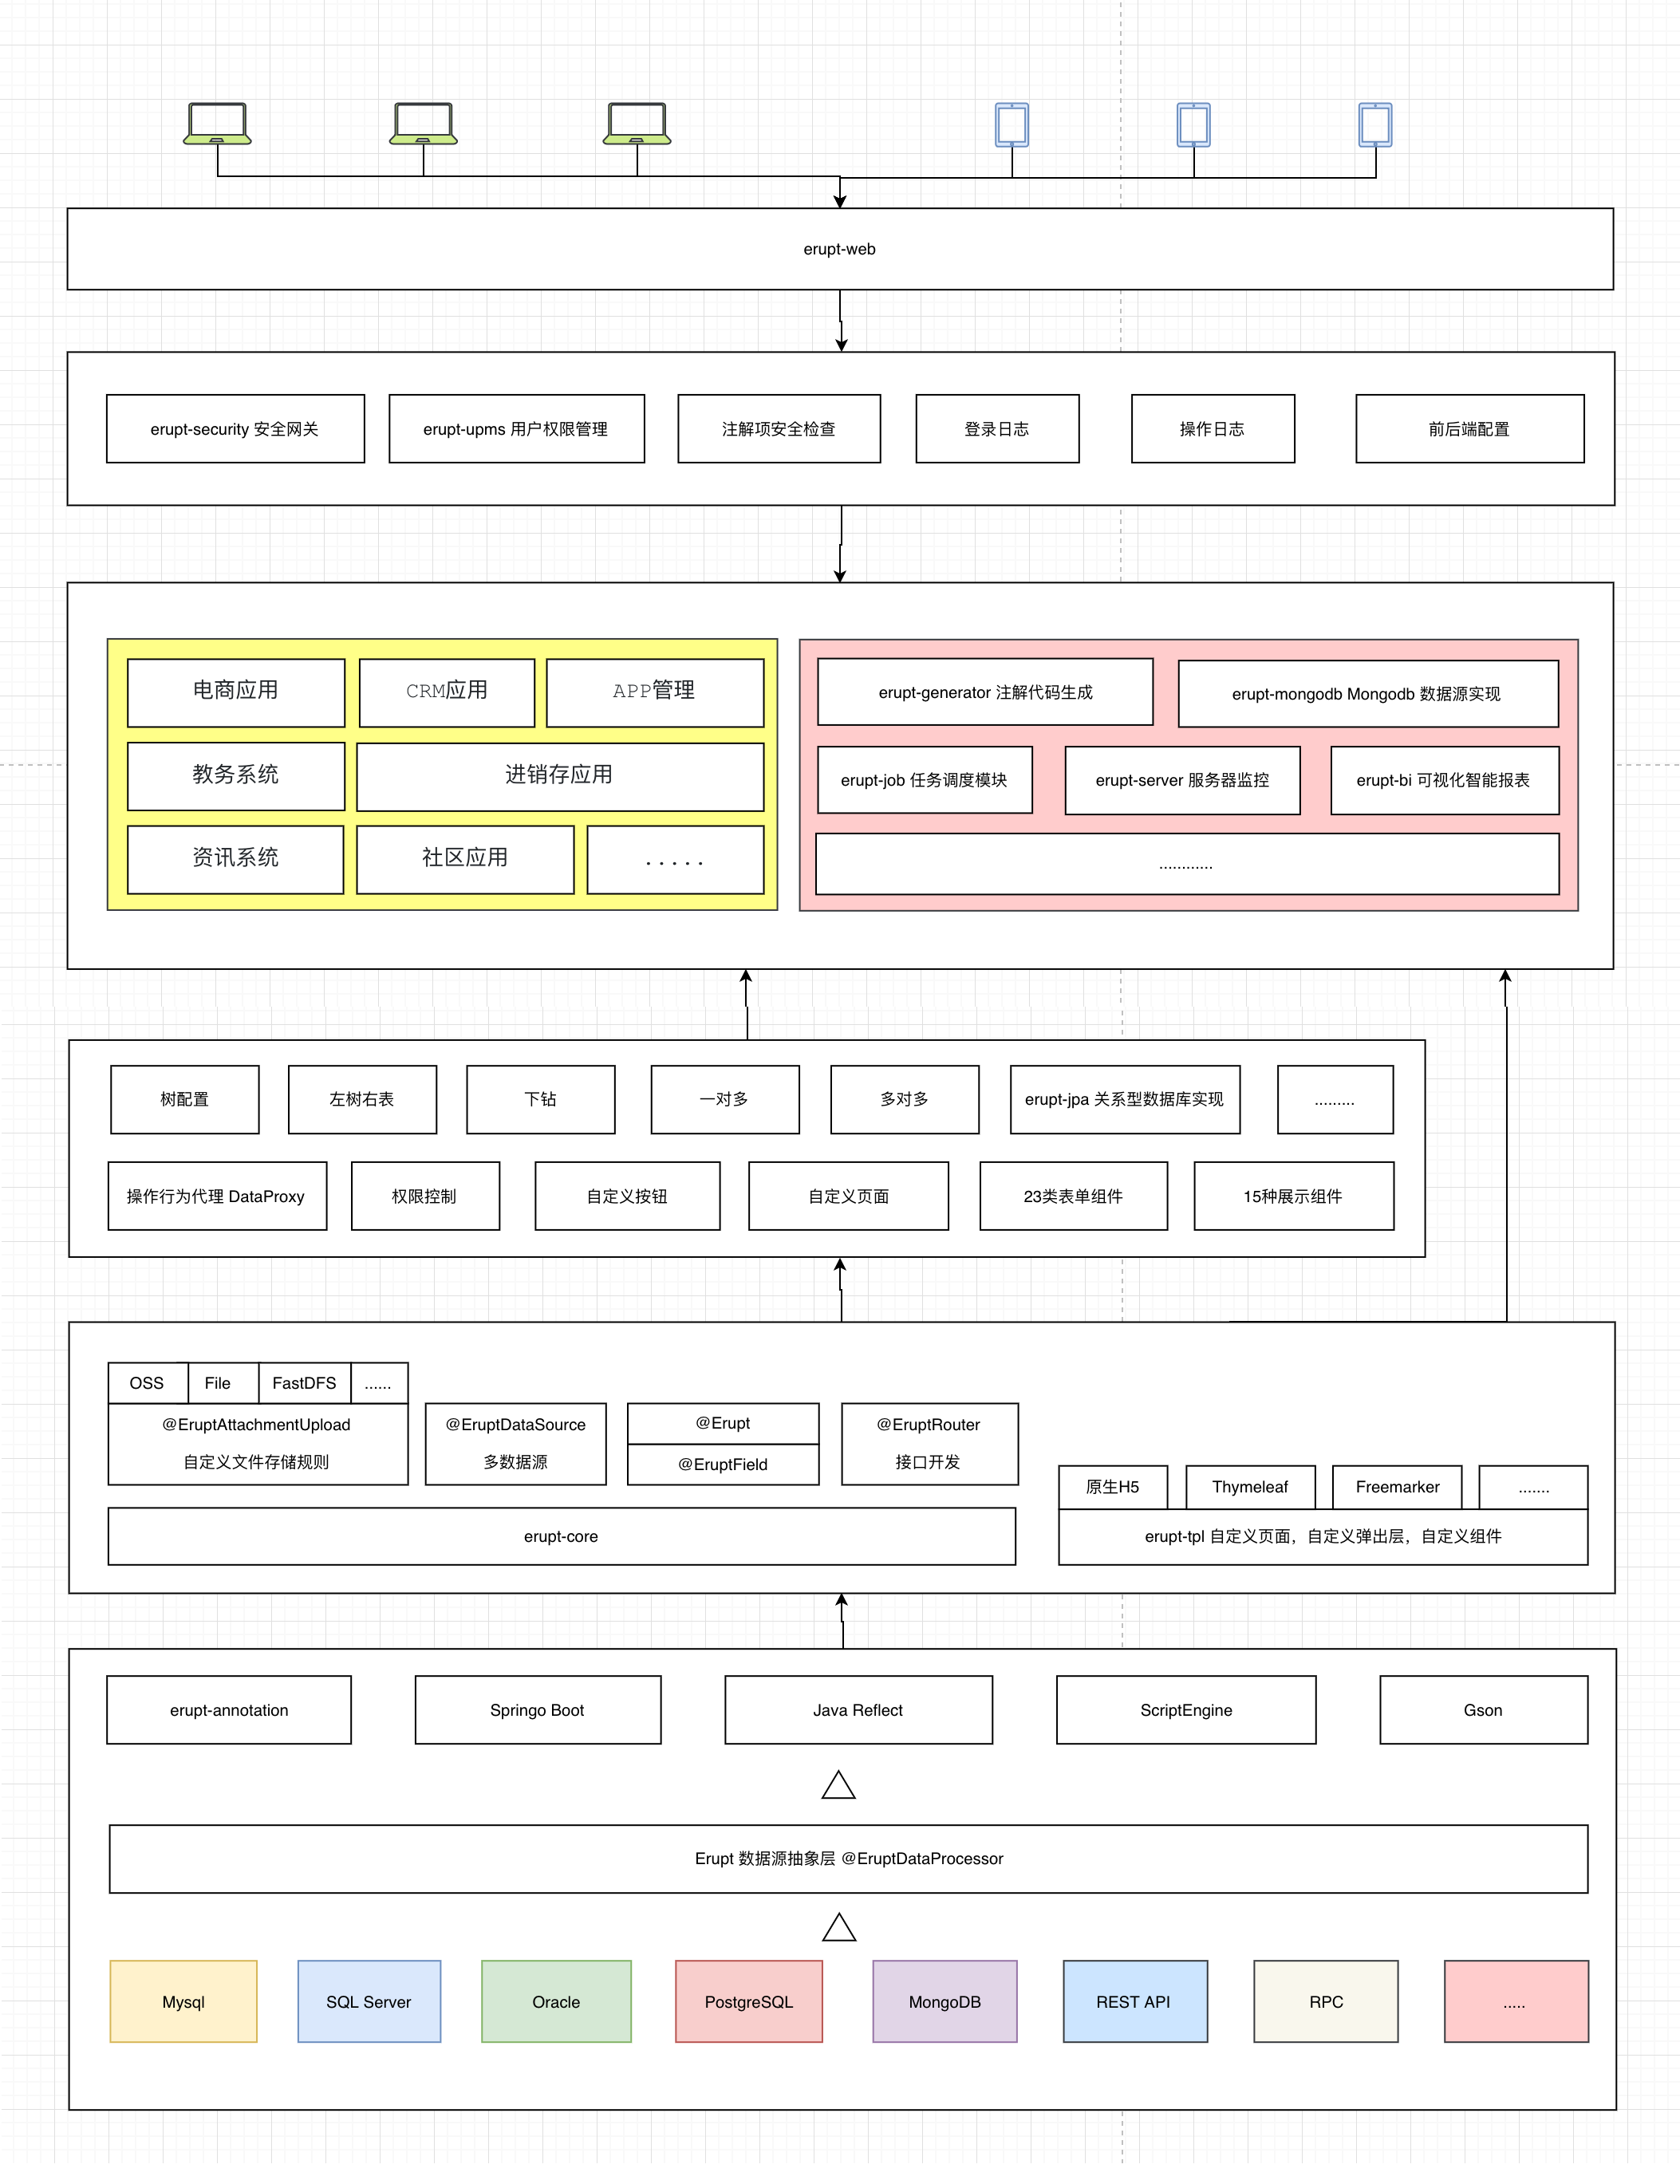 erupt-web
erupt-security 安全网关
erupt-upms 用户权限管理
注解项安全检查
登录日志
操作日志
前后端配置
电商应用
CRM应用
APP管理
教务系统
进销存应用
资讯系统
社区应用
.....
erupt-generator 注解代码生成
erupt-mongodb Mongodb 数据源实现
erupt-job 任务调度模块
erupt-server 服务器监控
erupt-bi 可视化智能报表
............
树配置
左树右表
下钻
一对多
多对多
erupt-jpa 关系型数据库实现
.........
操作行为代理 DataProxy
权限控制
自定义按钮
自定义页面
23类表单组件
15种展示组件
OSS
File
FastDFS
......
@EruptAttachmentUpload
自定义文件存储规则
@EruptDataSource
多数据源
@Erupt
@EruptField
@EruptRouter
接口开发
erupt-core
原生H5
Thymeleaf
Freemarker
.......
erupt-tpl 自定义页面，自定义弹出层，自定义组件
erupt-annotation
Springo Boot
Java Reflect
ScriptEngine
Gson
Erupt 数据源抽象层 @EruptDataProcessor
Mysql
SQL Server
Oracle
PostgreSQL
MongoDB
REST API
RPC
.....